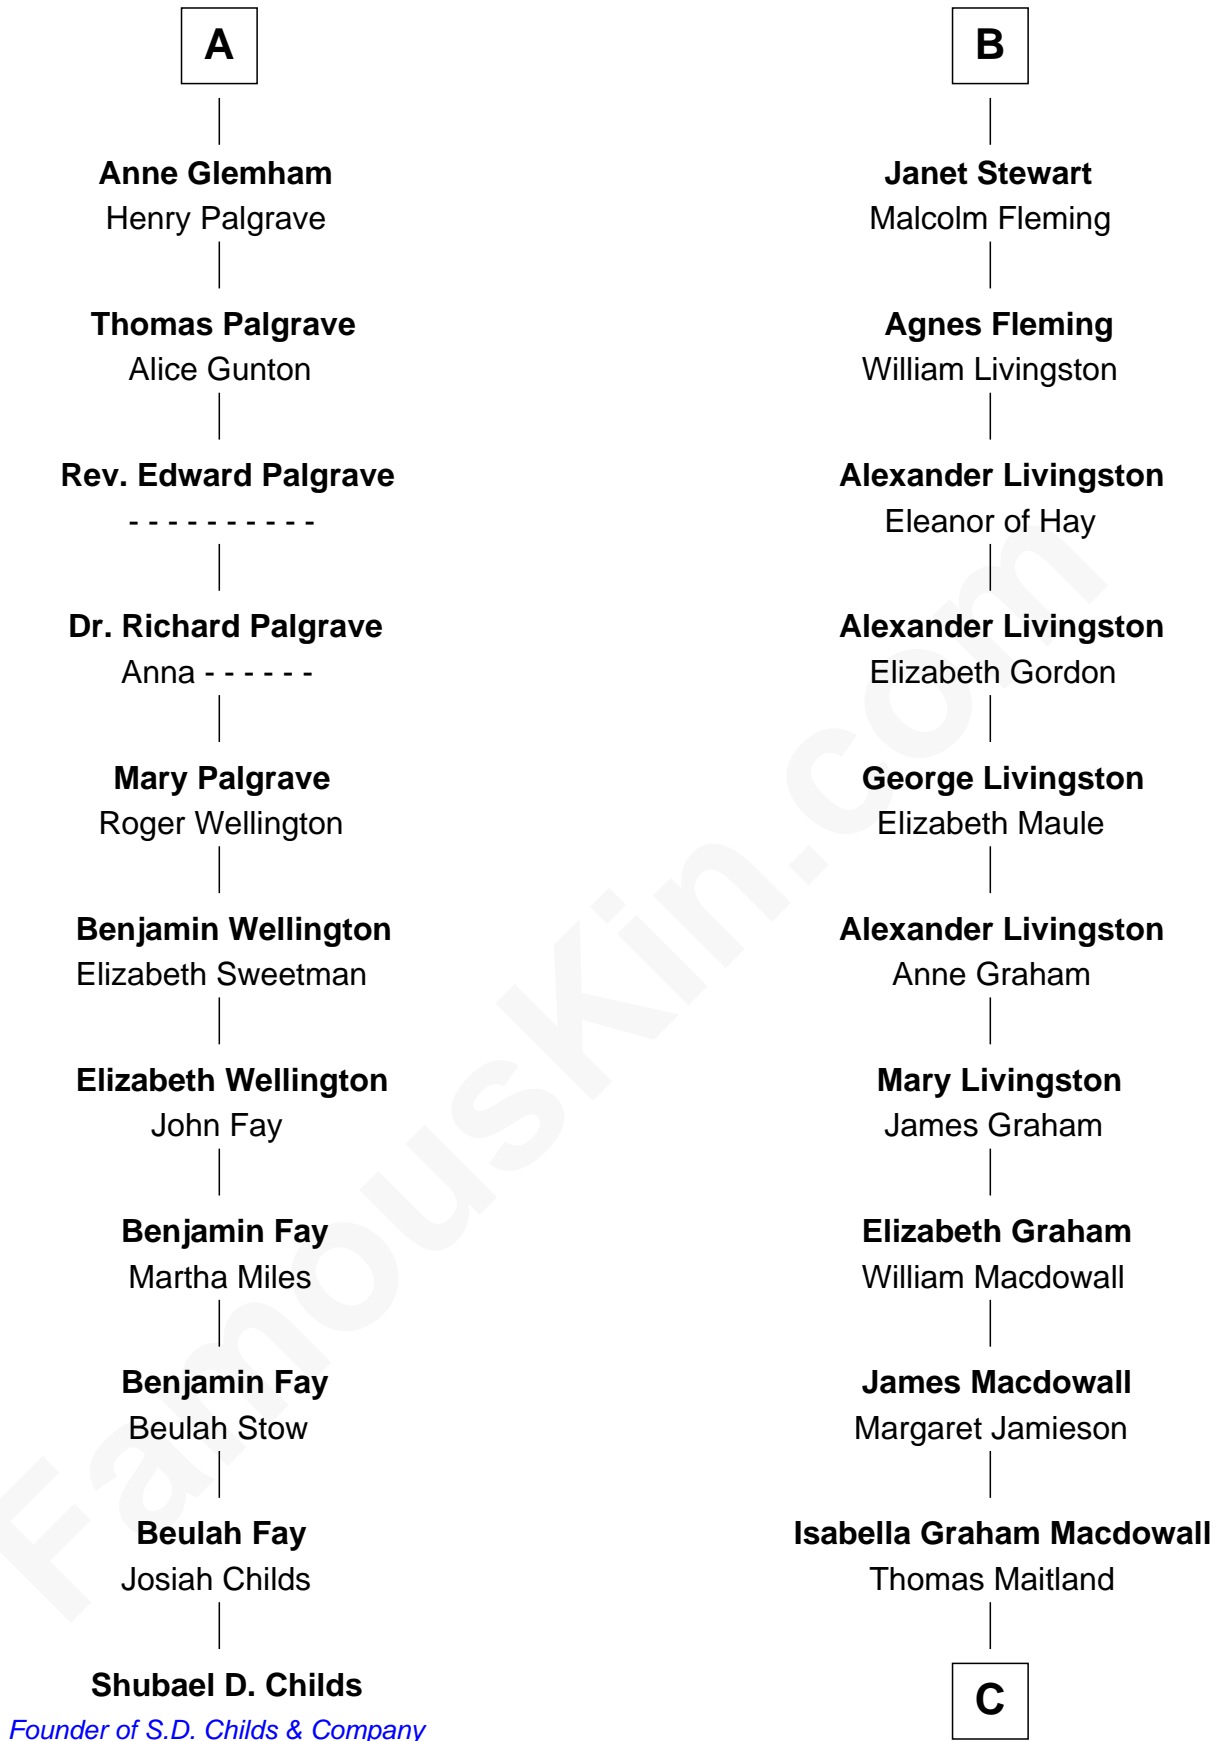 A
Anne Glemham
Henry Palgrave
Thomas Palgrave
Alice Gunton
Rev. Edward Palgrave
- - - - - - - - - -
Dr. Richard Palgrave
Anna - - - - - -
Mary Palgrave
Roger Wellington
Benjamin Wellington
Elizabeth Sweetman
Elizabeth Wellington
John Fay
Benjamin Fay
Martha Miles
Benjamin Fay
Beulah Stow
Beulah Fay
Josiah Childs
Shubael D. Childs
Founder of S.D. Childs & Company
B
Janet Stewart
Malcolm Fleming
Agnes Fleming
William Livingston
Alexander Livingston
Eleanor of Hay
Alexander Livingston
Elizabeth Gordon
George Livingston
Elizabeth Maule
Alexander Livingston
Anne Graham
Mary Livingston
James Graham
Elizabeth Graham
William Macdowall
James Macdowall
Margaret Jamieson
Isabella Graham Macdowall
Thomas Maitland
C
FamousKin.com